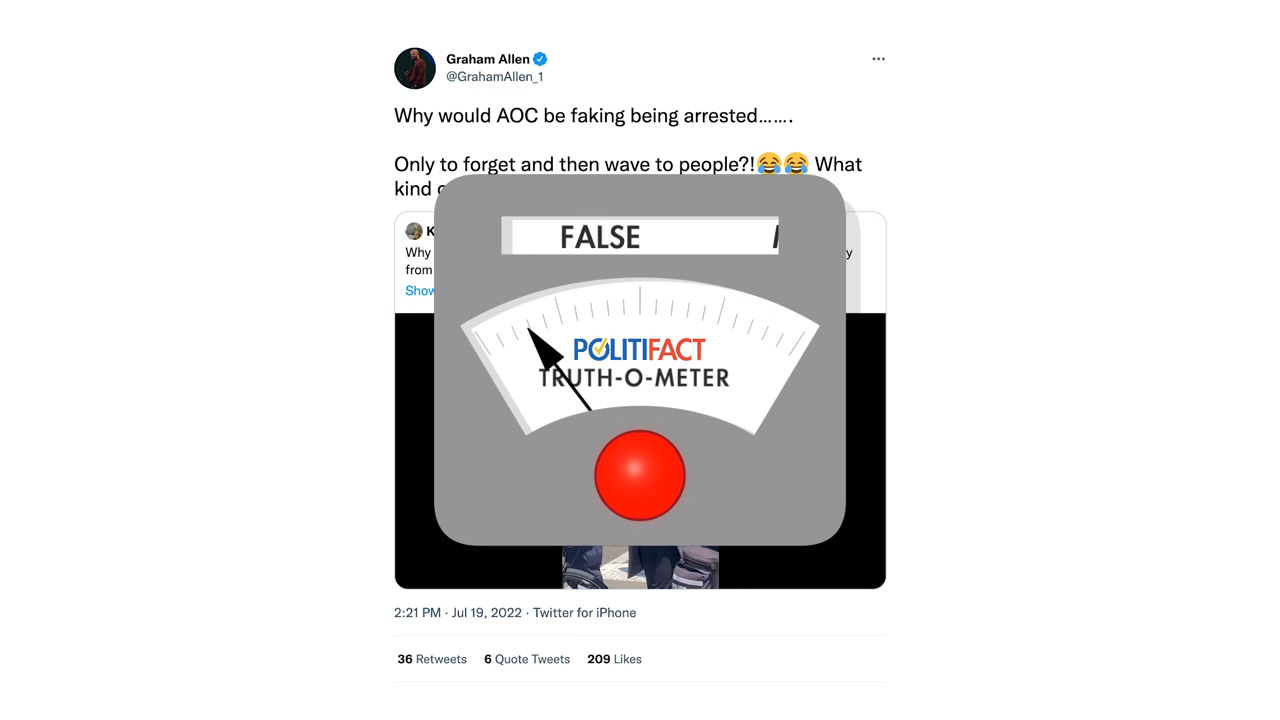 Graham Allen
@GrahamAllen_1
Why would AOC be faking being arrested.......
Only to forget and then wave to people?!😂😂 What
kind
FALSE
K
Why
y
from
Show
POLITIFACT
TRUTH-O-METER
2:21 PM · Jul 19, 2022 · Twitter for iPhone
36 Retweets 6 Quote Tweets 209 Likes